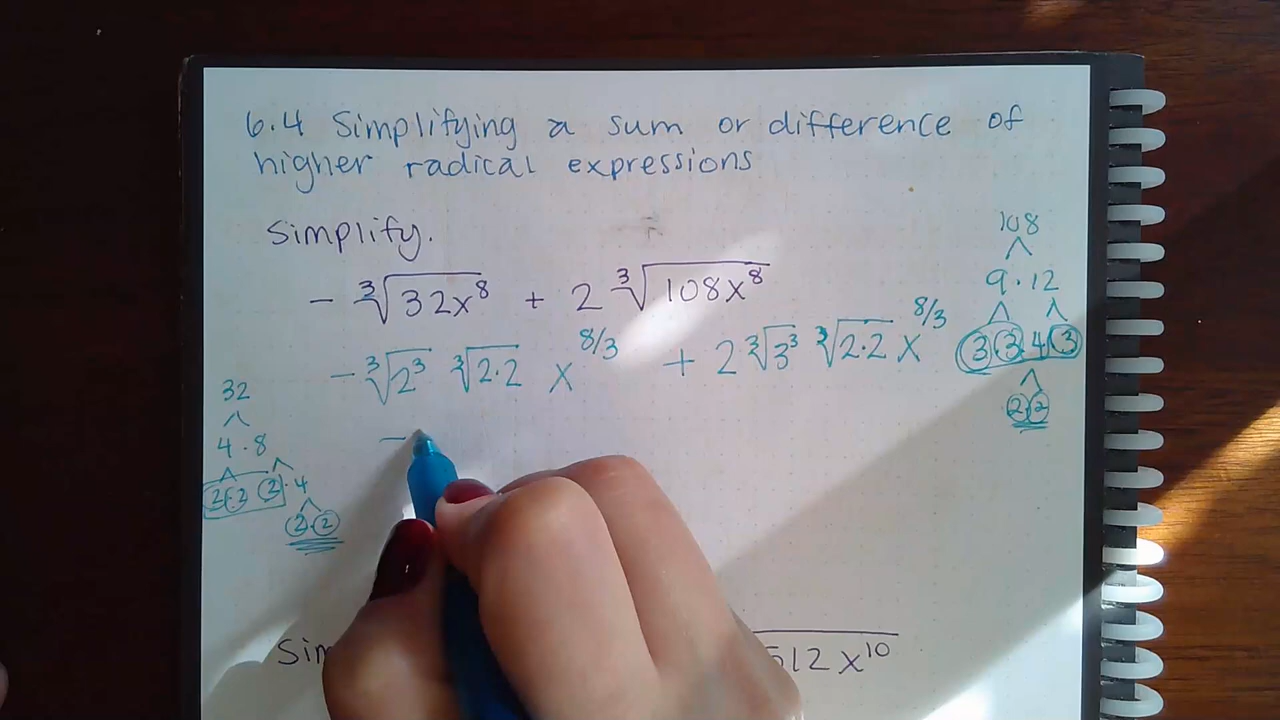 6.4 Simplifying a sum or difference of
higher radical expressions
Simplify.
- ∛(32x⁸) + 2 ∛(108x⁸)
- ∛(2³) ∛(2·2) x^(8/3) + 2 ∛(3³) ∛(2·2) x^(8/3)
-
32
4·8
2 2 2·4
2·2
108
9·12
3 3 4 3
2 2
512x¹⁰